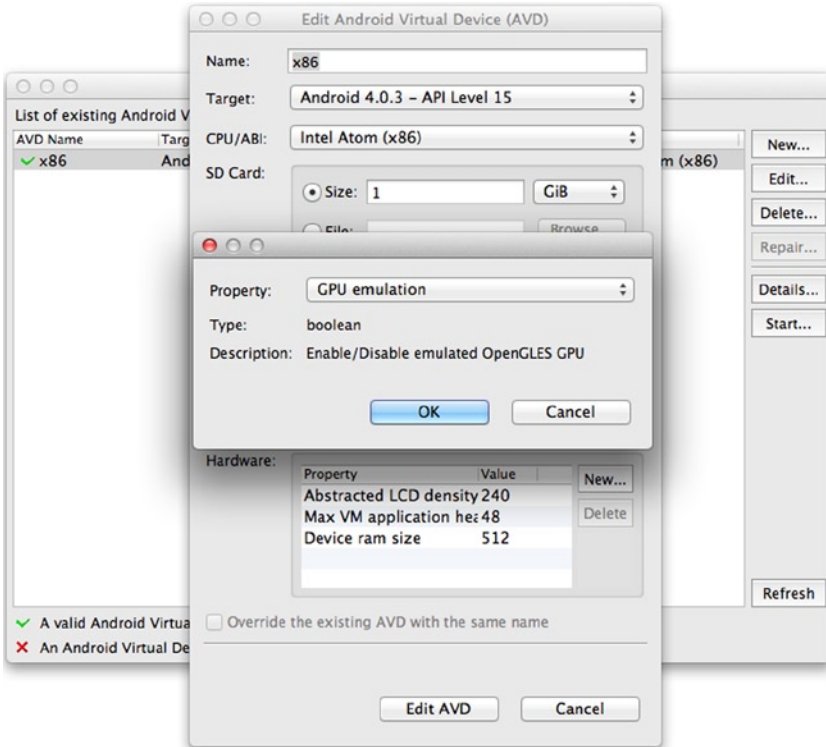 Edit Android Virtual Device (AVD)
Name: x86
Target: Android 4.0.3 – API Level 15
CPU/ABI: Intel Atom (x86)
SD Card:
Size: 1 GiB
File: Browse
List of existing Android V
AVD Name Targ
x86 And m (x86)
New...
Edit...
Delete...
Repair...
Details...
Start...
Refresh
Property: GPU emulation
Type: boolean
Description: Enable/Disable emulated OpenGLES GPU
OK Cancel
Hardware:
Property Value
Abstracted LCD density 240
Max VM application hea 48
Device ram size 512
New...
Delete
Override the existing AVD with the same name
Edit AVD Cancel
A valid Android Virtua
An Android Virtual De